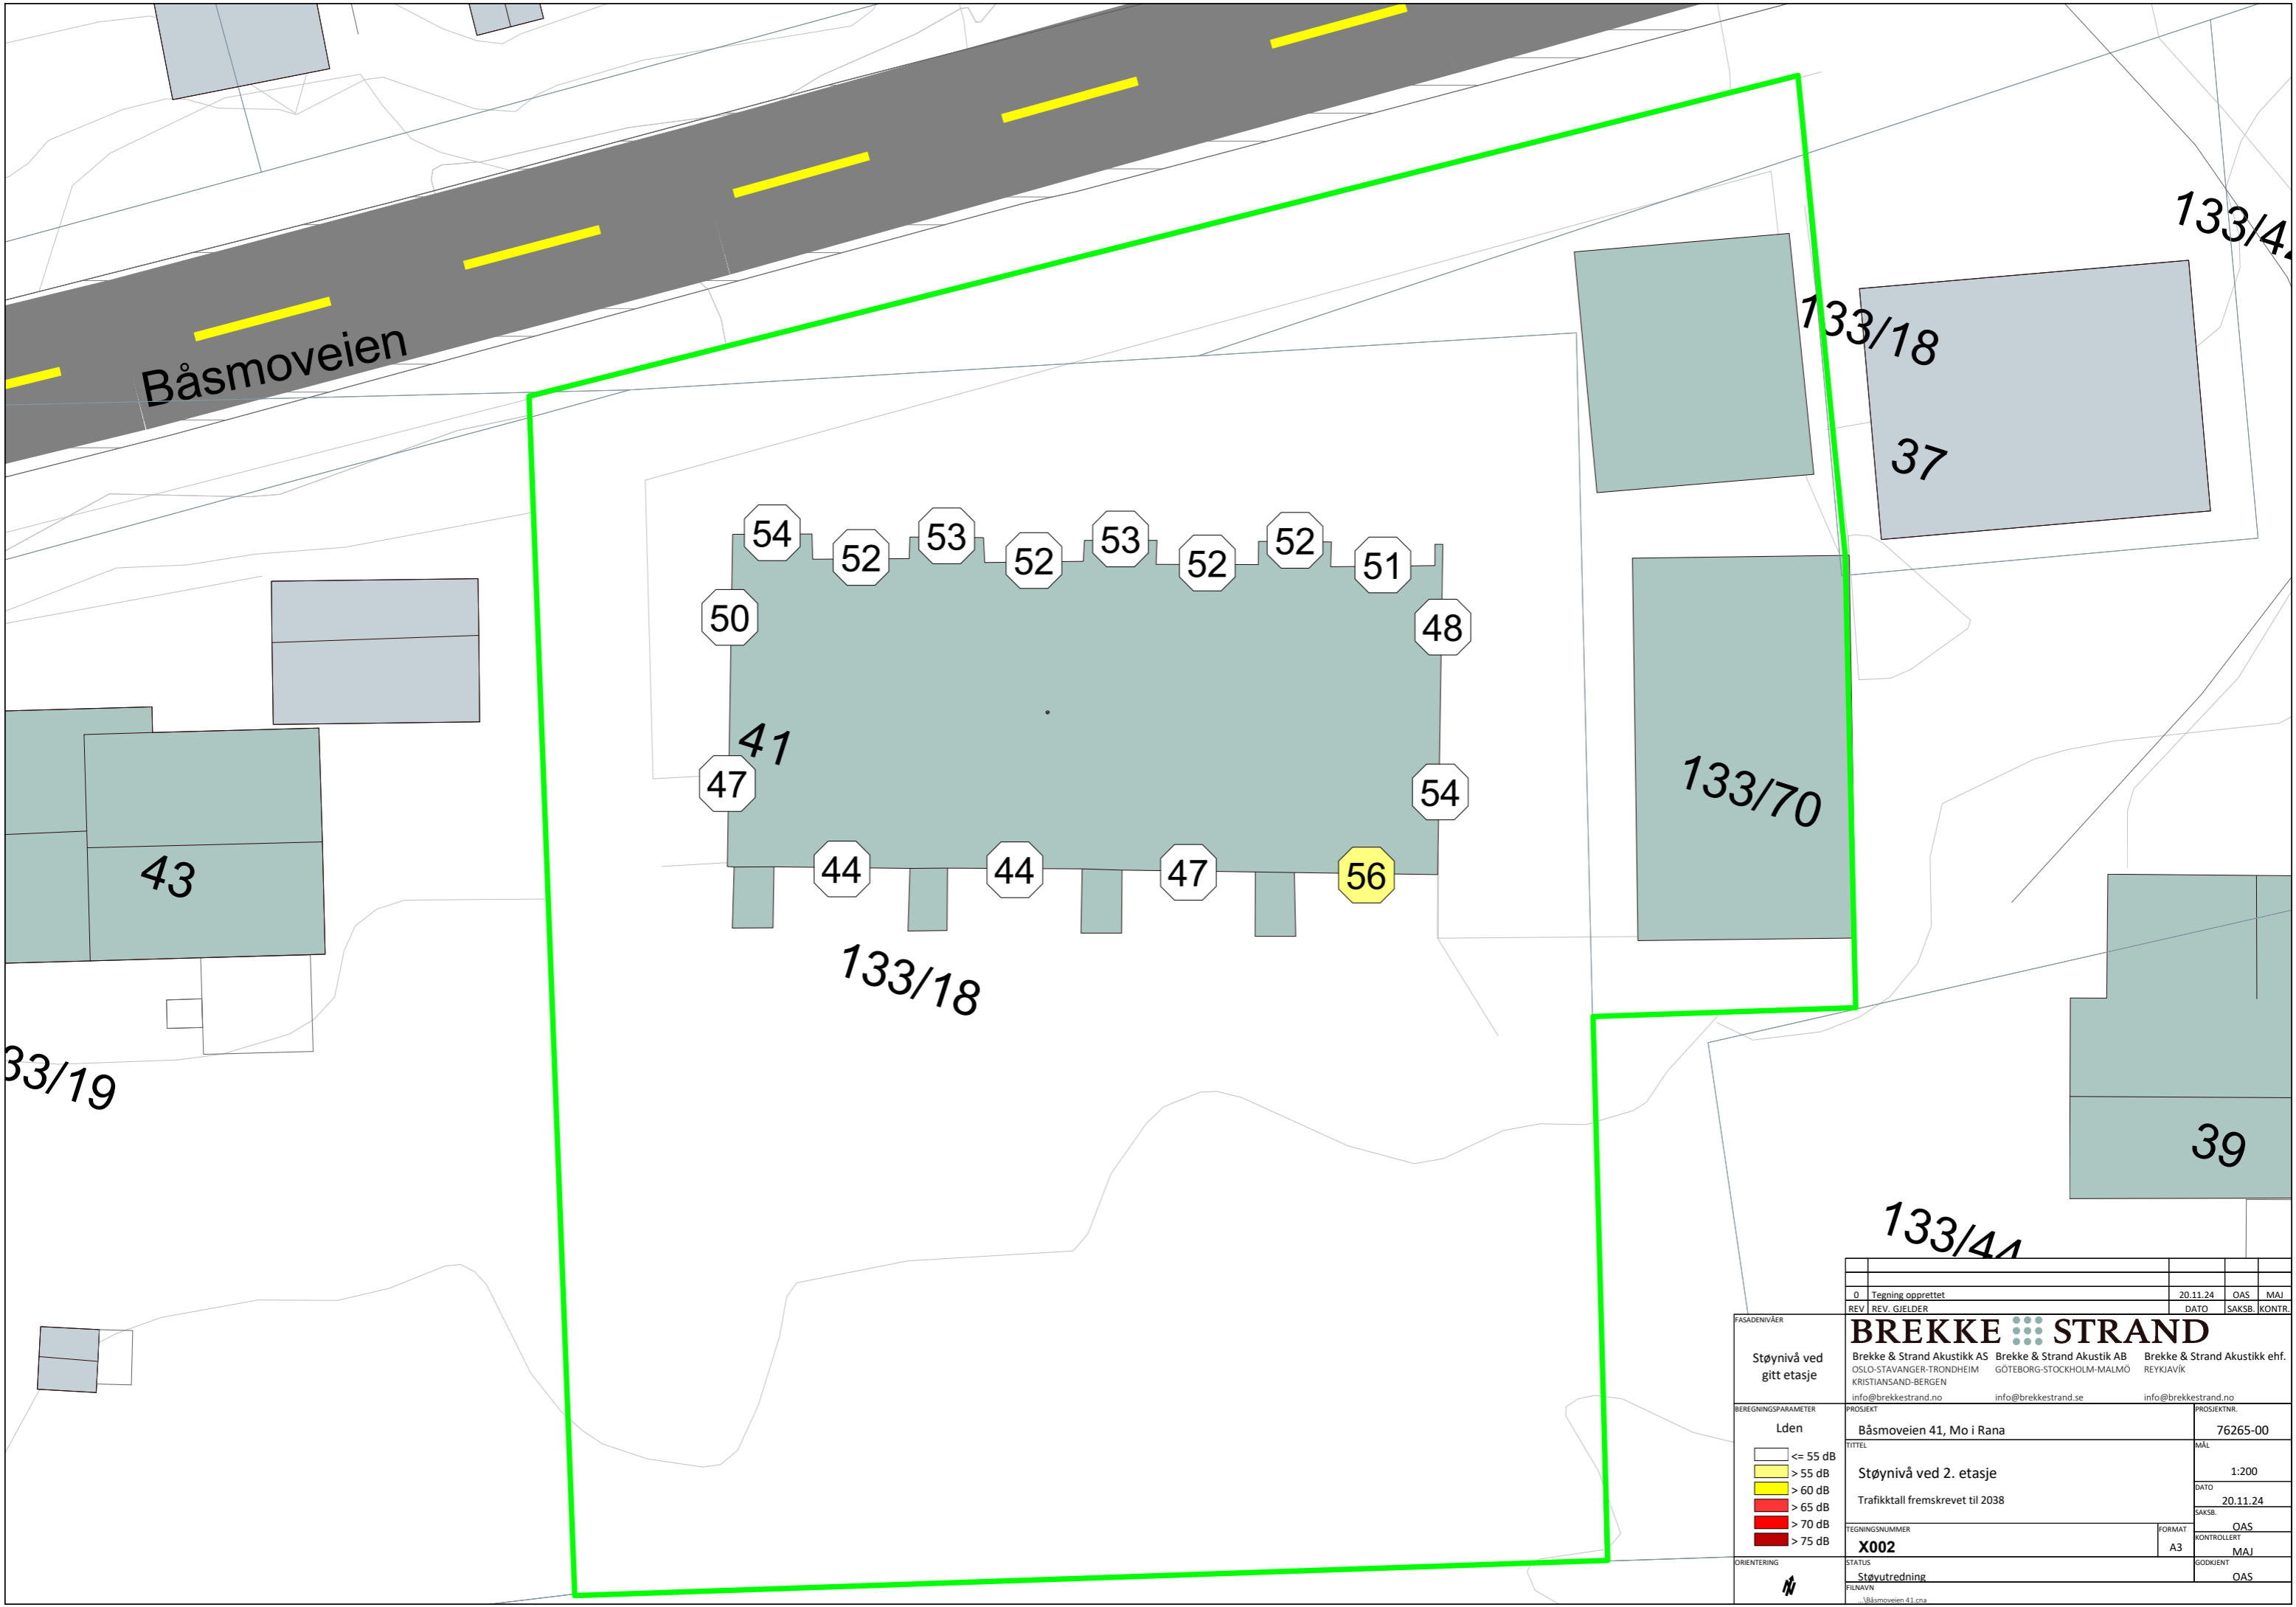 133/4
Båsmoveien
133/18
37
54
52
53
52
53
52
52
51
50
48
41
47
54
133/70
43
44
44
47
56
133/18
33/19
39
133/44
0 Tegning opprettet 20.11.24 OAS MAJ
REV REV. GJELDER DATO SAKSB. KONTR.
FASADENIVÅER
Støynivå ved
gitt etasje
BREKKE STRAND
Brekke & Strand Akustikk AS Brekke & Strand Akustik AB Brekke & Strand Akustikk ehf.
OSLO-STAVANGER-TRONDHEIM GÖTEBORG-STOCKHOLM-MALMÖ REYKJAVÍK
KRISTIANSAND-BERGEN
info@brekkestrand.no info@brekkestrand.se info@brekkestrand.no
BEREGNINGSPARAMETER
Lden
<= 55 dB
> 55 dB
> 60 dB
> 65 dB
> 70 dB
> 75 dB
ORIENTERING
N
PROSJEKT
Båsmoveien 41, Mo i Rana
PROSJEKTNR.
76265-00
TITTEL
Støynivå ved 2. etasje
Trafikktall fremskrevet til 2038
MÅL
1:200
DATO
20.11.24
SAKSB.
OAS
TEGNINGSNUMMER
X002
FORMAT
A3
KONTROLLERT
MAJ
STATUS
Støyutredning
GODKJENT
OAS
FILNAVN
...\Båsmoveien 41.cna